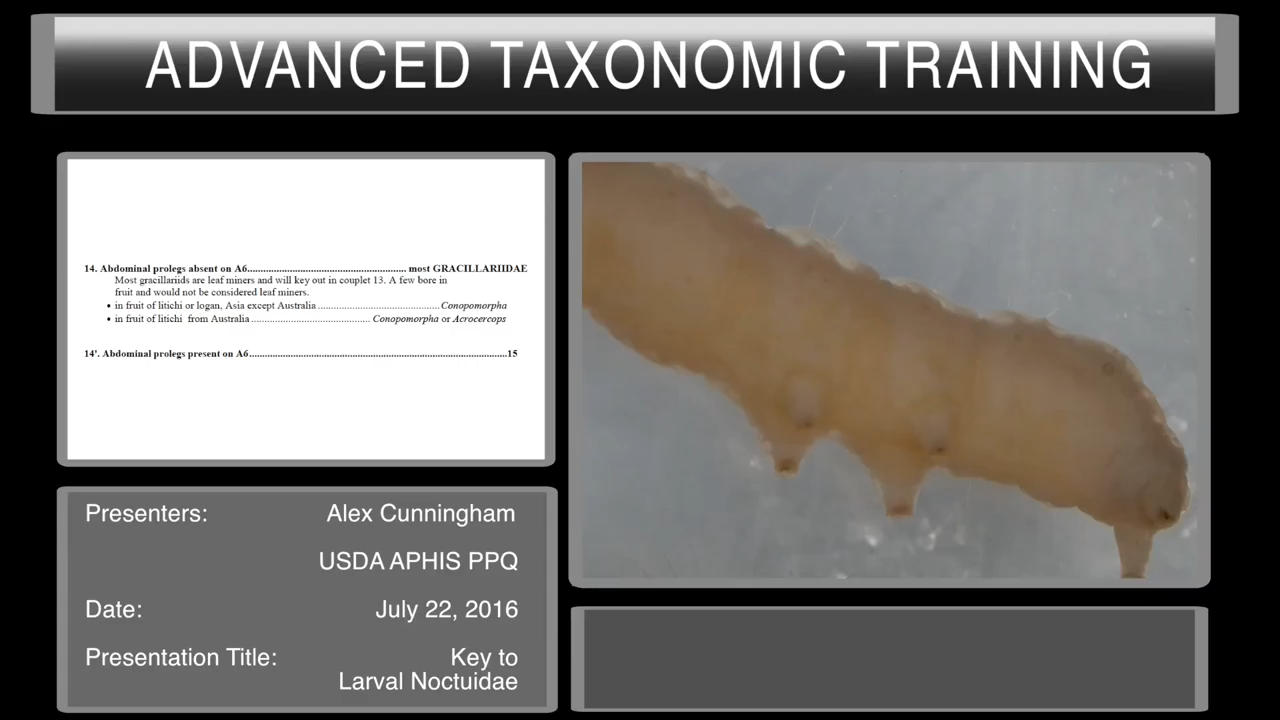 ADVANCED TAXONOMIC TRAINING
14. Abdominal prolegs absent on A6.......................................................... most GRACILLARIIDAE
Most gracillariids are leaf miners and will key out in couplet 13. A few bore in
fruit and would not be considered leaf miners.
• in fruit of litichi or logan, Asia except Australia ............................................Conopomorpha
• in fruit of litichi from Australia ........................................... Conopomorpha or Acrocercops
14'. Abdominal prolegs present on A6...............................................................................................15
Presenters: Alex Cunningham
USDA APHIS PPQ
Date: July 22, 2016
Presentation Title: Key to
Larval Noctuidae